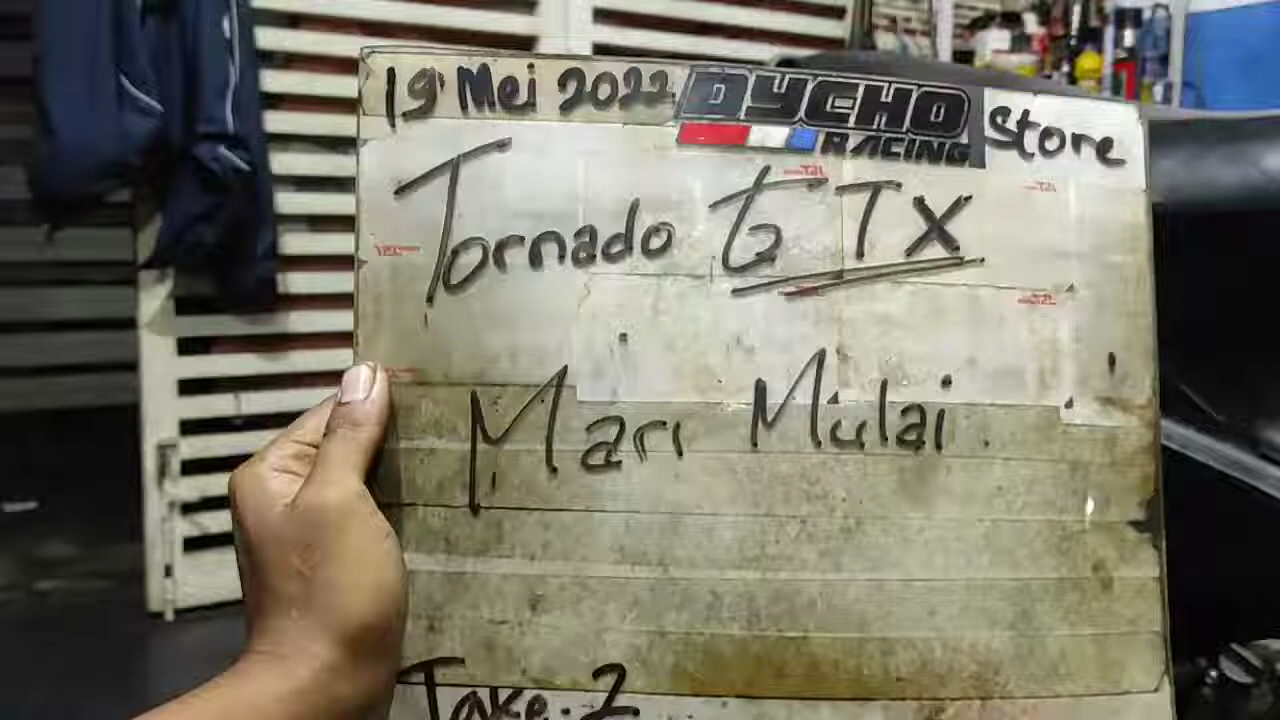 19 Mei 2022 DYCHO RACING Store
Tornado GTX
Mari Mulai.
Take. 2